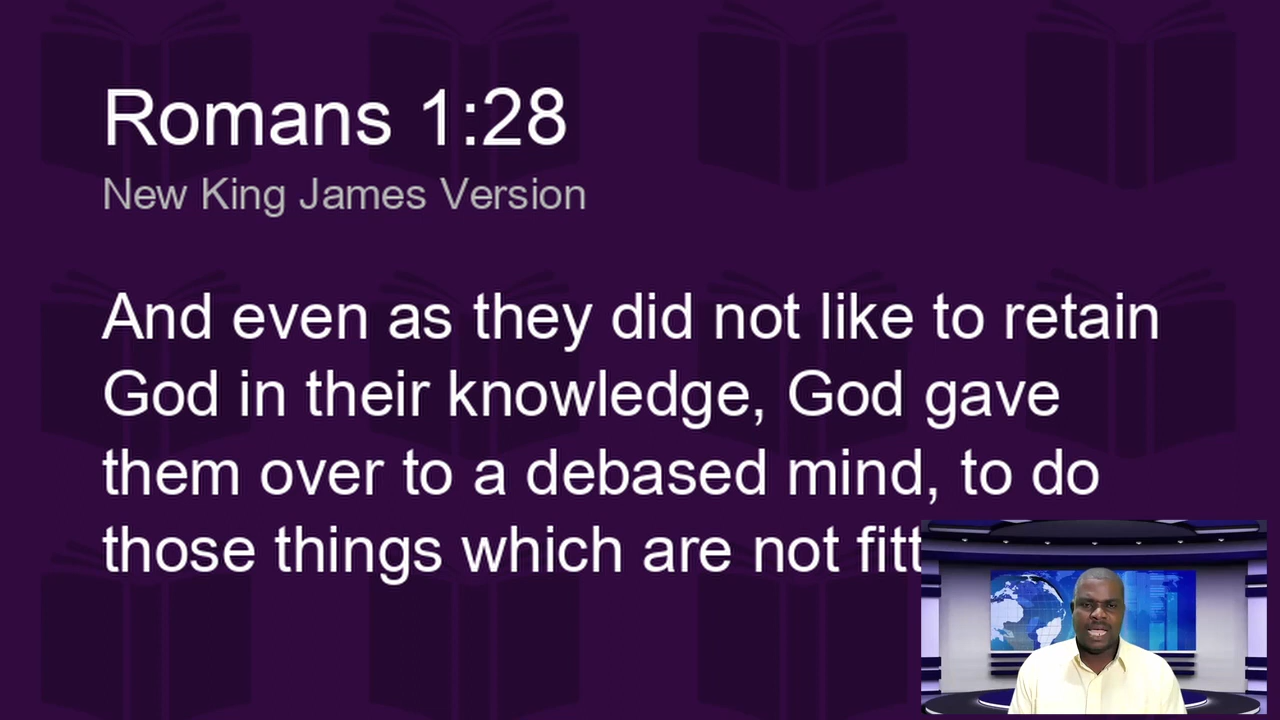 Romans 1:28
New King James Version
And even as they did not like to retain
God in their knowledge, God gave
them over to a debased mind, to do
those things which are not